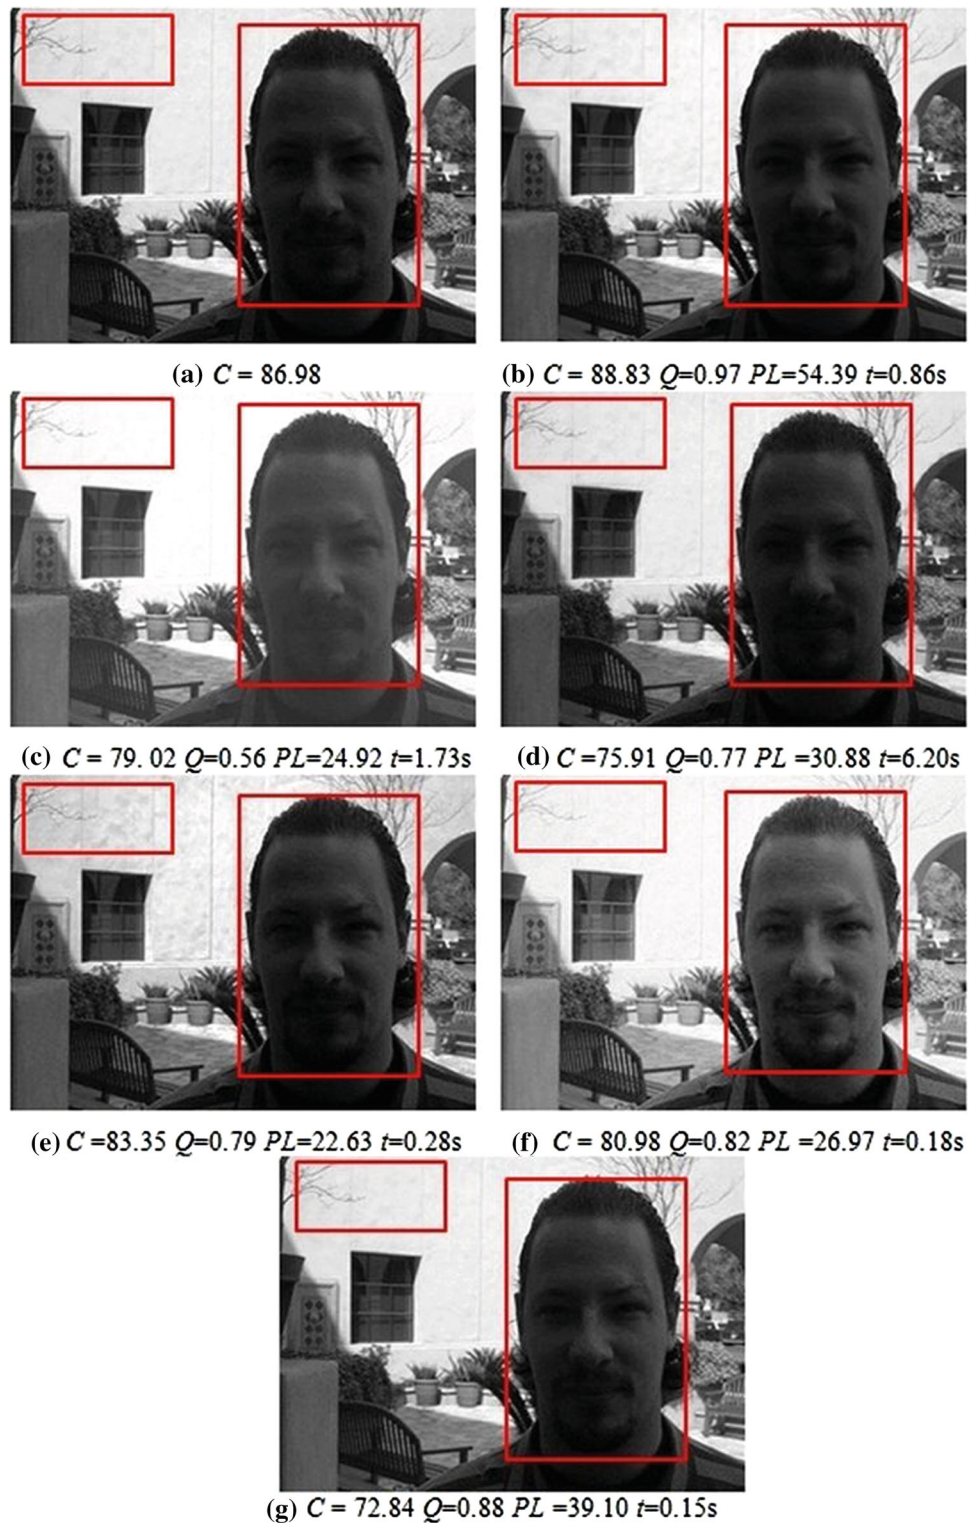 (a) C = 86.98
(b) C = 88.83 Q=0.97 PL=54.39 t=0.86s
(c) C = 79. 02 Q=0.56 PL=24.92 t=1.73s
(d) C =75.91 Q=0.77 PL =30.88 t=6.20s
(e) C =83.35 Q=0.79 PL=22.63 t=0.28s
(f) C = 80.98 Q=0.82 PL =26.97 t=0.18s
(g) C = 72.84 Q=0.88 PL =39.10 t=0.15s